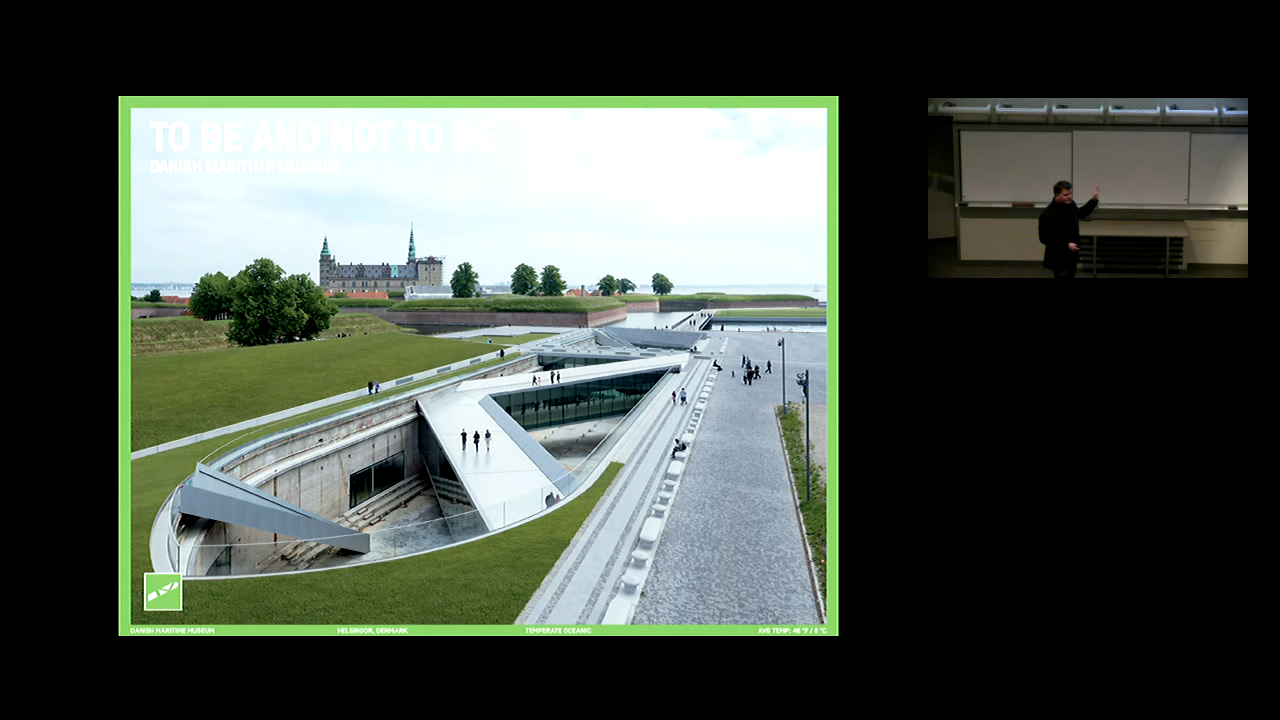 TO BE AND NOT TO BE
DANISH MARITIME MUSEUM
DANISH MARITIME MUSEUM
HELSINGOR, DENMARK
TEMPERATE OCEANIC
AVG TEMP: 46 °F / 8 °C